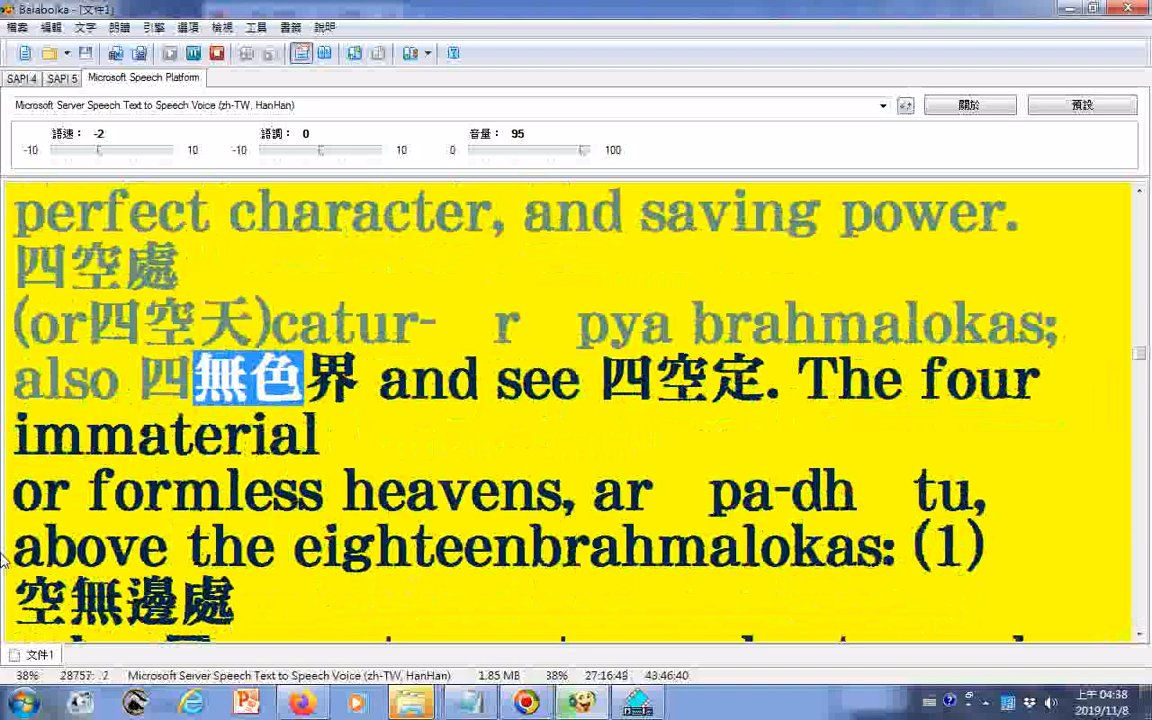 Balabolka - [文件1]
檔案 編輯 文字 朗讀 引擎 選項 檢視 工具 書籤 說明
SAPI 4 SAPI 5 Microsoft Speech Platform
Microsoft Server Speech Text to Speech Voice (zh-TW, HanHan) 關於 預設
語速： -2 語調： 0 音量： 95
-10 10 -10 10 0 100
perfect character, and saving power.
四空處
(or四空天)catur- r pya brahmalokas;
also 四無色界 and see 四空定. The four
immaterial
or formless heavens, ar pa-dh tu,
above the eighteenbrahmalokas: (1)
空無邊處
文件1
38% 28757: Microsoft Server Speech Text to Speech Voice (zh-TW, HanHan) 1.85 MB 38% 27:16:49 43:46:40
上午 04:38
2019/11/8